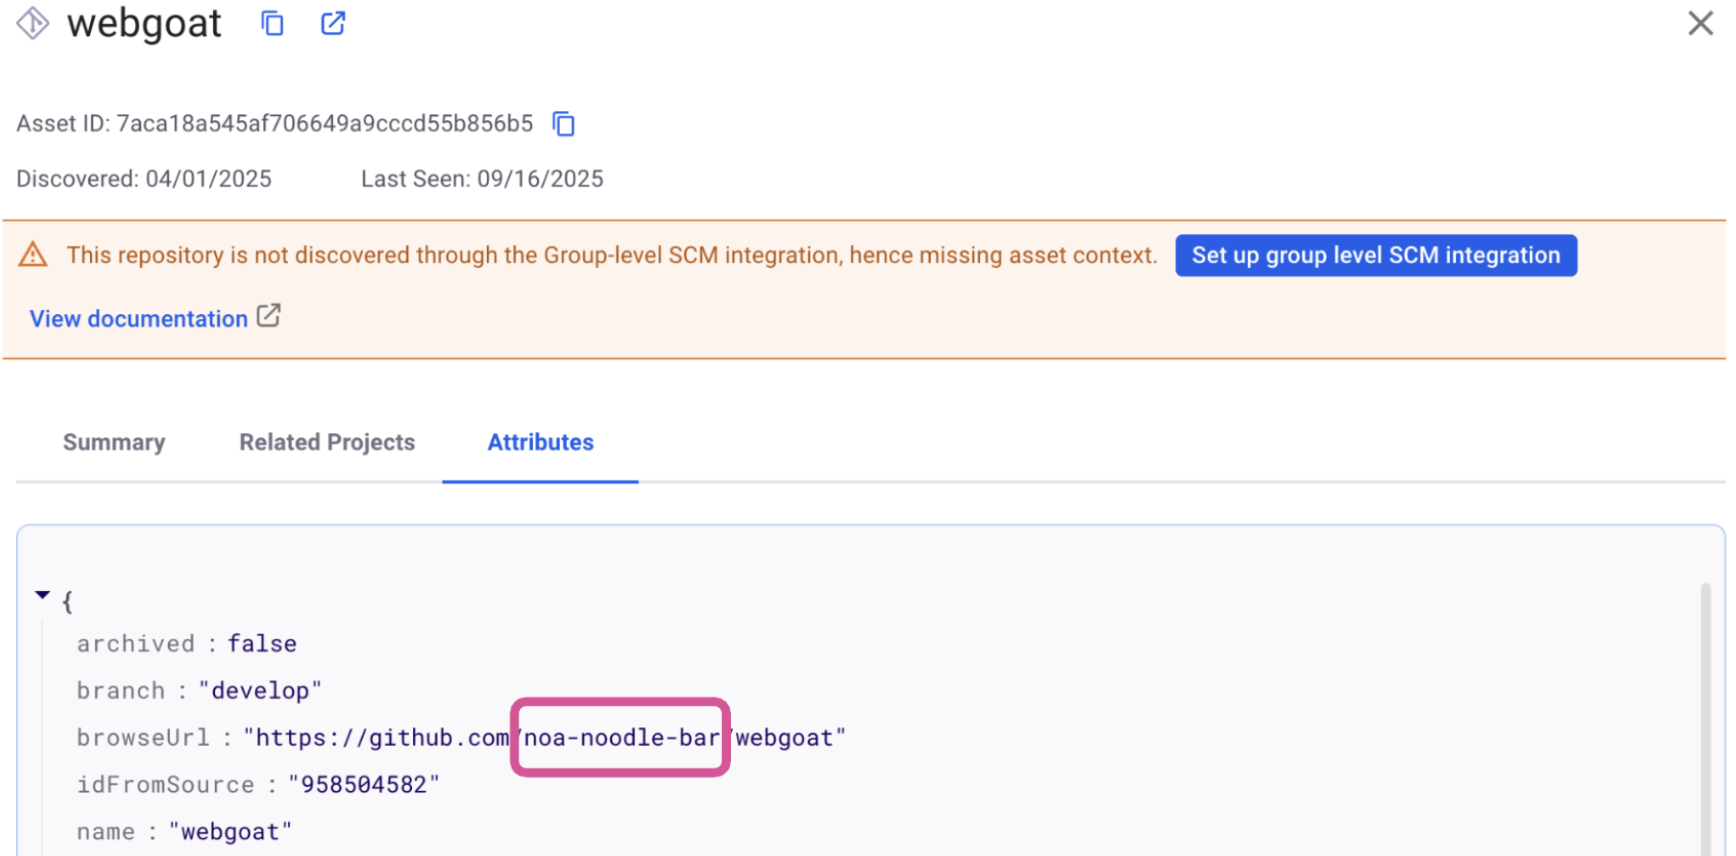 webgoat
Asset ID: 7aca18a545af706649a9cccd55b856b5
Discovered: 04/01/2025 Last Seen: 09/16/2025
This repository is not discovered through the Group-level SCM integration, hence missing asset context. Set up group level SCM integration
View documentation
Summary Related Projects Attributes
{
archived : false
branch : "develop"
browseUrl : "https://github.com/noa-noodle-bar/webgoat"
idFromSource : "958504582"
name : "webgoat"